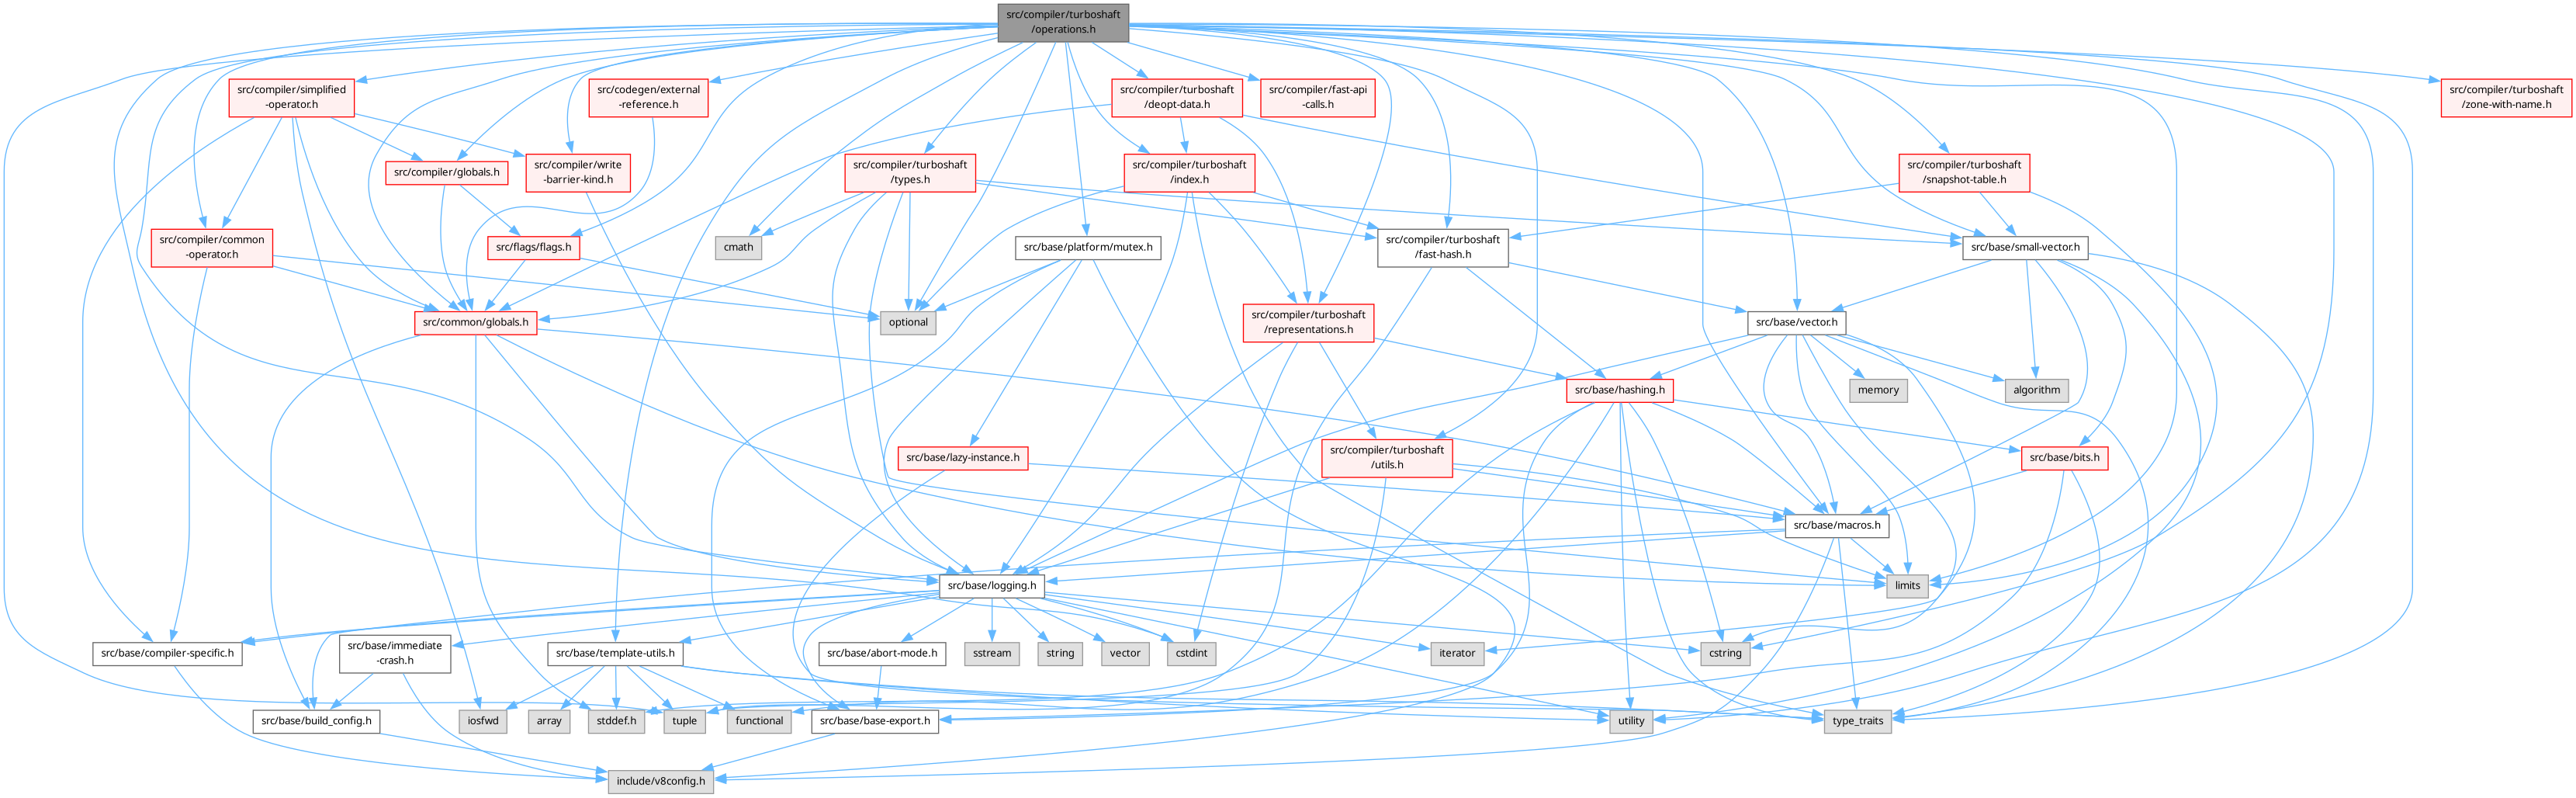 src/compiler/turboshaft
/operations.h
src/compiler/simplified
-operator.h
src/codegen/external
-reference.h
src/compiler/turboshaft
/deopt-data.h
src/compiler/fast-api
-calls.h
src/compiler/turboshaft
/zone-with-name.h
src/compiler/globals.h
src/compiler/write
-barrier-kind.h
src/compiler/turboshaft
/types.h
src/compiler/turboshaft
/index.h
src/compiler/turboshaft
/snapshot-table.h
src/compiler/common
-operator.h
src/flags/flags.h
cmath
src/base/platform/mutex.h
src/compiler/turboshaft
/fast-hash.h
src/base/small-vector.h
src/common/globals.h
optional
src/compiler/turboshaft
/representations.h
src/base/vector.h
src/base/hashing.h
memory
algorithm
src/base/lazy-instance.h
src/compiler/turboshaft
/utils.h
src/base/bits.h
src/base/macros.h
src/base/logging.h
limits
src/base/compiler-specific.h
src/base/immediate
-crash.h
src/base/template-utils.h
src/base/abort-mode.h
sstream
string
vector
cstdint
iterator
cstring
src/base/build_config.h
iosfwd
array
stddef.h
tuple
functional
src/base/base-export.h
utility
type_traits
include/v8config.h